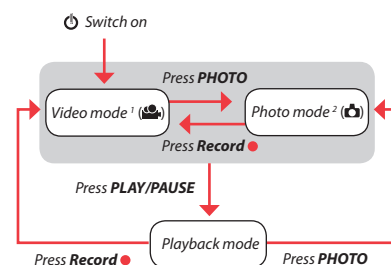 Switch on
Press PHOTO
Video mode ¹ ( )
Photo mode ² ( )
Press Record
Press PLAY/PAUSE
Playback mode
Press Record
Press PHOTO